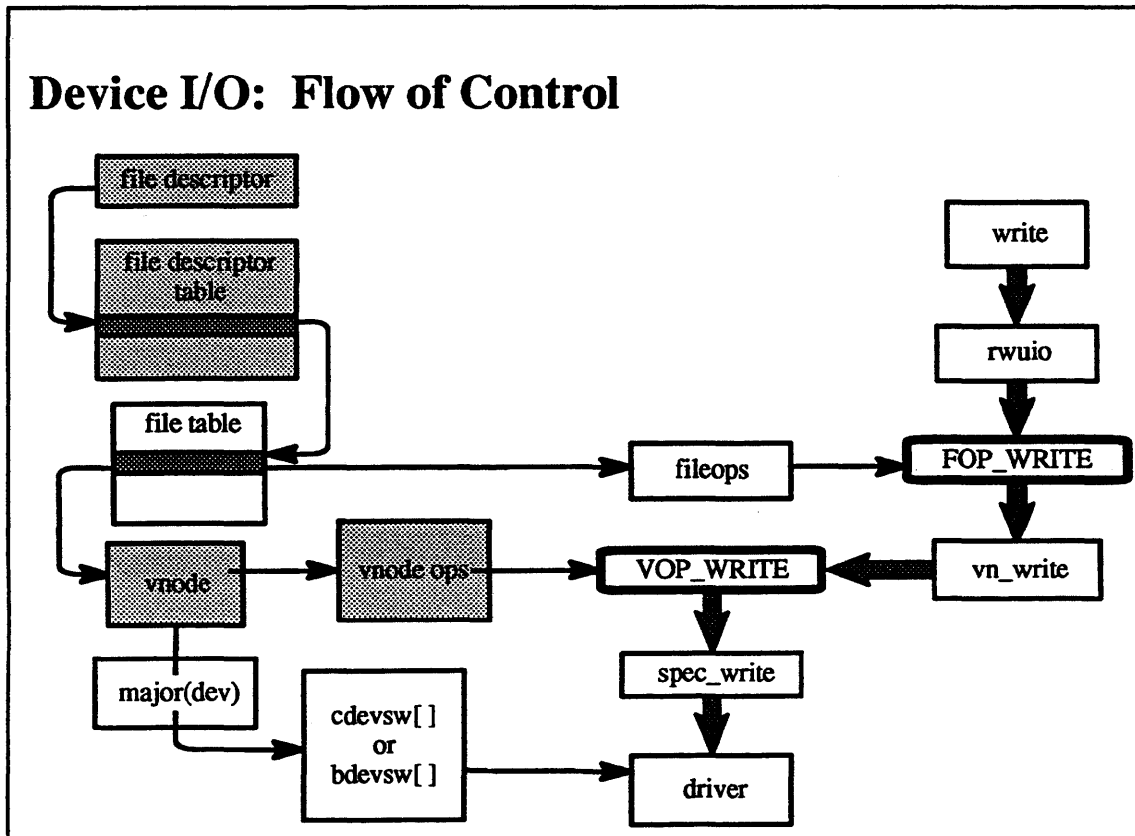 Device I/O: Flow of Control
file descriptor
file descriptor
table
write
rwuio
file table
fileops
FOP_WRITE
vnode
vnode ops
VOP_WRITE
vn_write
major(dev)
spec_write
cdevsw[ ]
or
bdevsw[ ]
driver